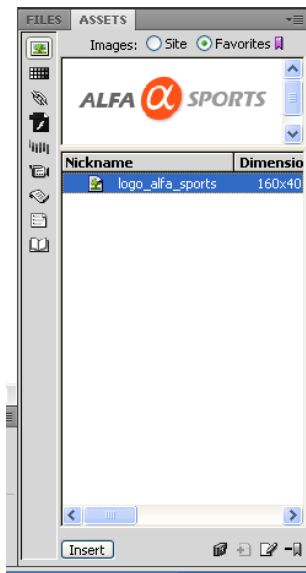 FILES ASSETS
Images: Site Favorites
ALFA α SPORTS
Nickname Dimensio
logo_alfa_sports 160x40
Insert